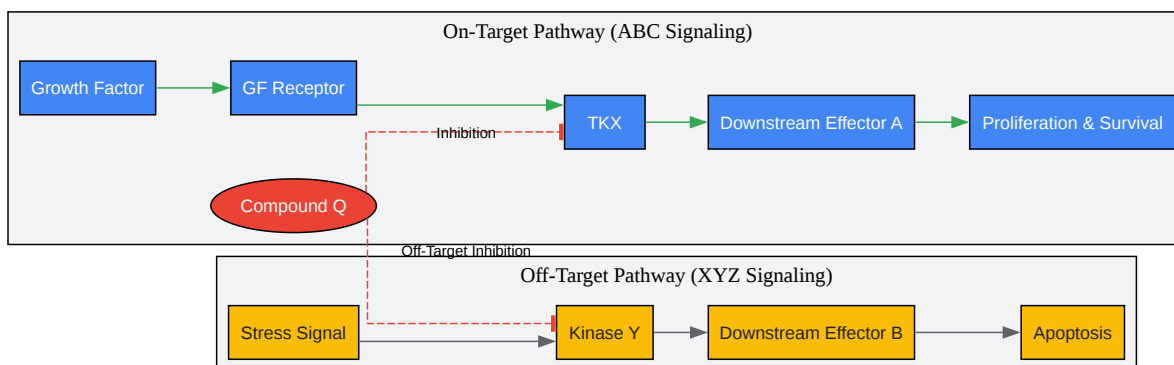 On-Target Pathway (ABC Signaling)
Growth Factor
GF Receptor
TKX
Downstream Effector A
Proliferation & Survival
Inhibition
Compound Q
Off-Target Inhibition
Off-Target Pathway (XYZ Signaling)
Stress Signal
Kinase Y
Downstream Effector B
Apoptosis